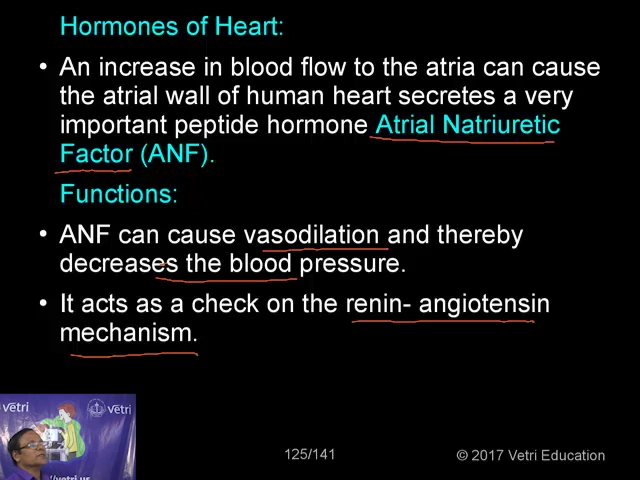 Hormones of Heart:
• An increase in blood flow to the atria can cause
the atrial wall of human heart secretes a very
important peptide hormone Atrial Natriuretic
Factor (ANF).
Functions:
• ANF can cause vasodilation and thereby
decreases the blood pressure.
• It acts as a check on the renin- angiotensin
mechanism.
Vetri
Vetri
125/141
© 2017 Vetri Education